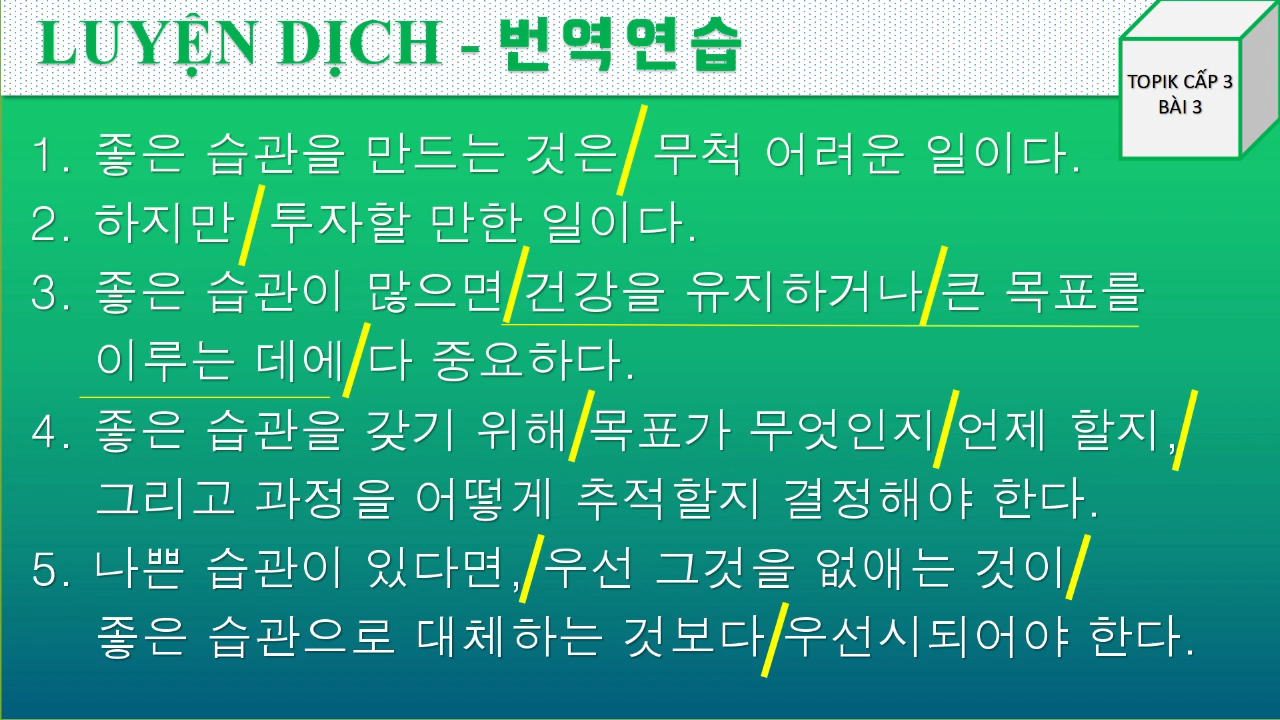 LUYỆN DỊCH - 번역연습
TOPIK CẤP 3
BÀI 3
1. 좋은 습관을 만드는 것은 무척 어려운 일이다.
2. 하지만 투자할 만한 일이다.
3. 좋은 습관이 많으면 건강을 유지하거나 큰 목표를
이루는 데에 다 중요하다.
4. 좋은 습관을 갖기 위해 목표가 무엇인지 언제 할지,
그리고 과정을 어떻게 추적할지 결정해야 한다.
5. 나쁜 습관이 있다면, 우선 그것을 없애는 것이
좋은 습관으로 대체하는 것보다 우선시되어야 한다.